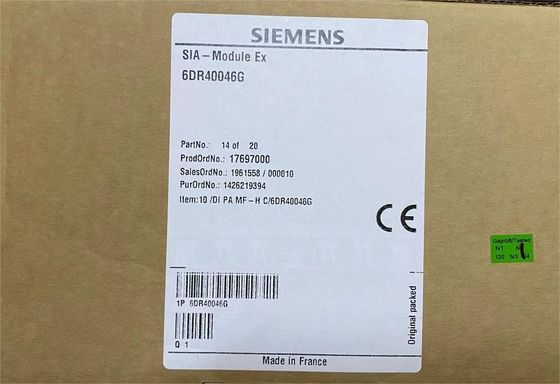 SIEMENS
SIA-Module Ex
6DR40046G
PartNo.: 14 of 20
ProdOrdNo.: 17697000
SalesOrdNo.: 1961558 / 000010
PurOrdNo.: 1426219394
Item:10 /DI PA MF-H C/6DR40046G
CE
1P 6DR40046G
Q 1
Made in France
Original packed
Geprüft/Tested
N1
120 N3